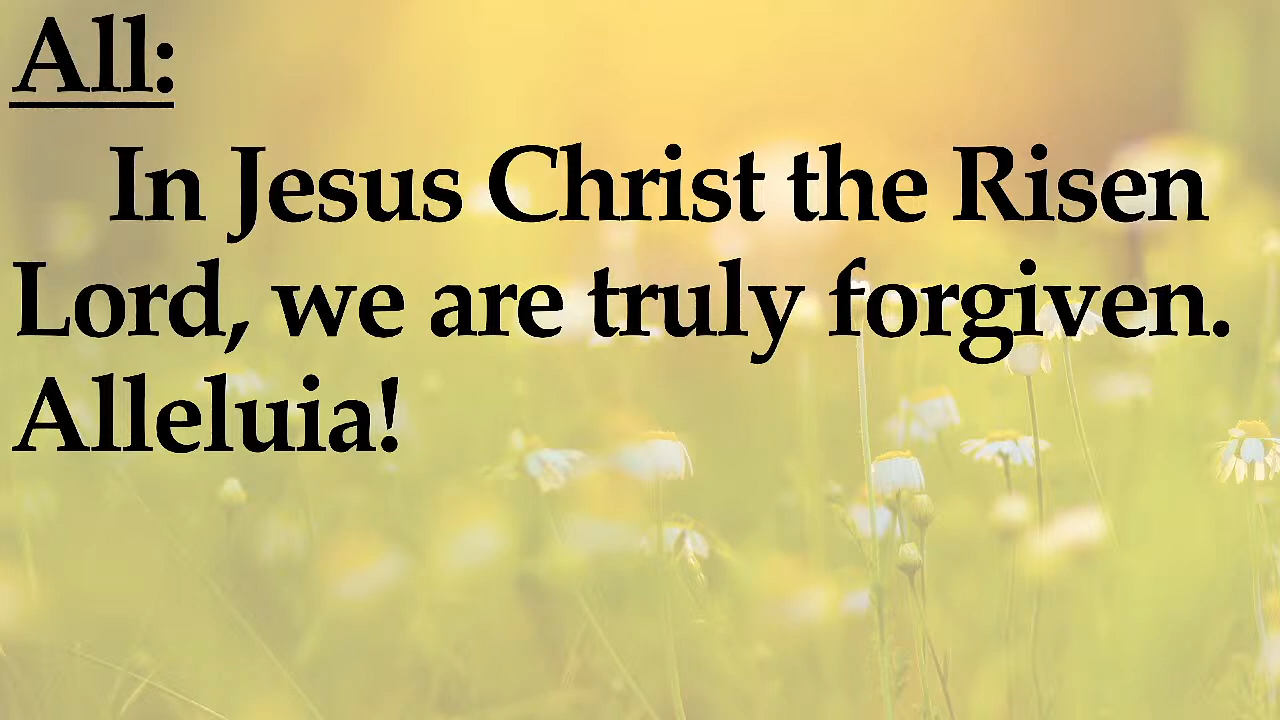 All:
In Jesus Christ the Risen
Lord, we are truly forgiven.
Alleluia!